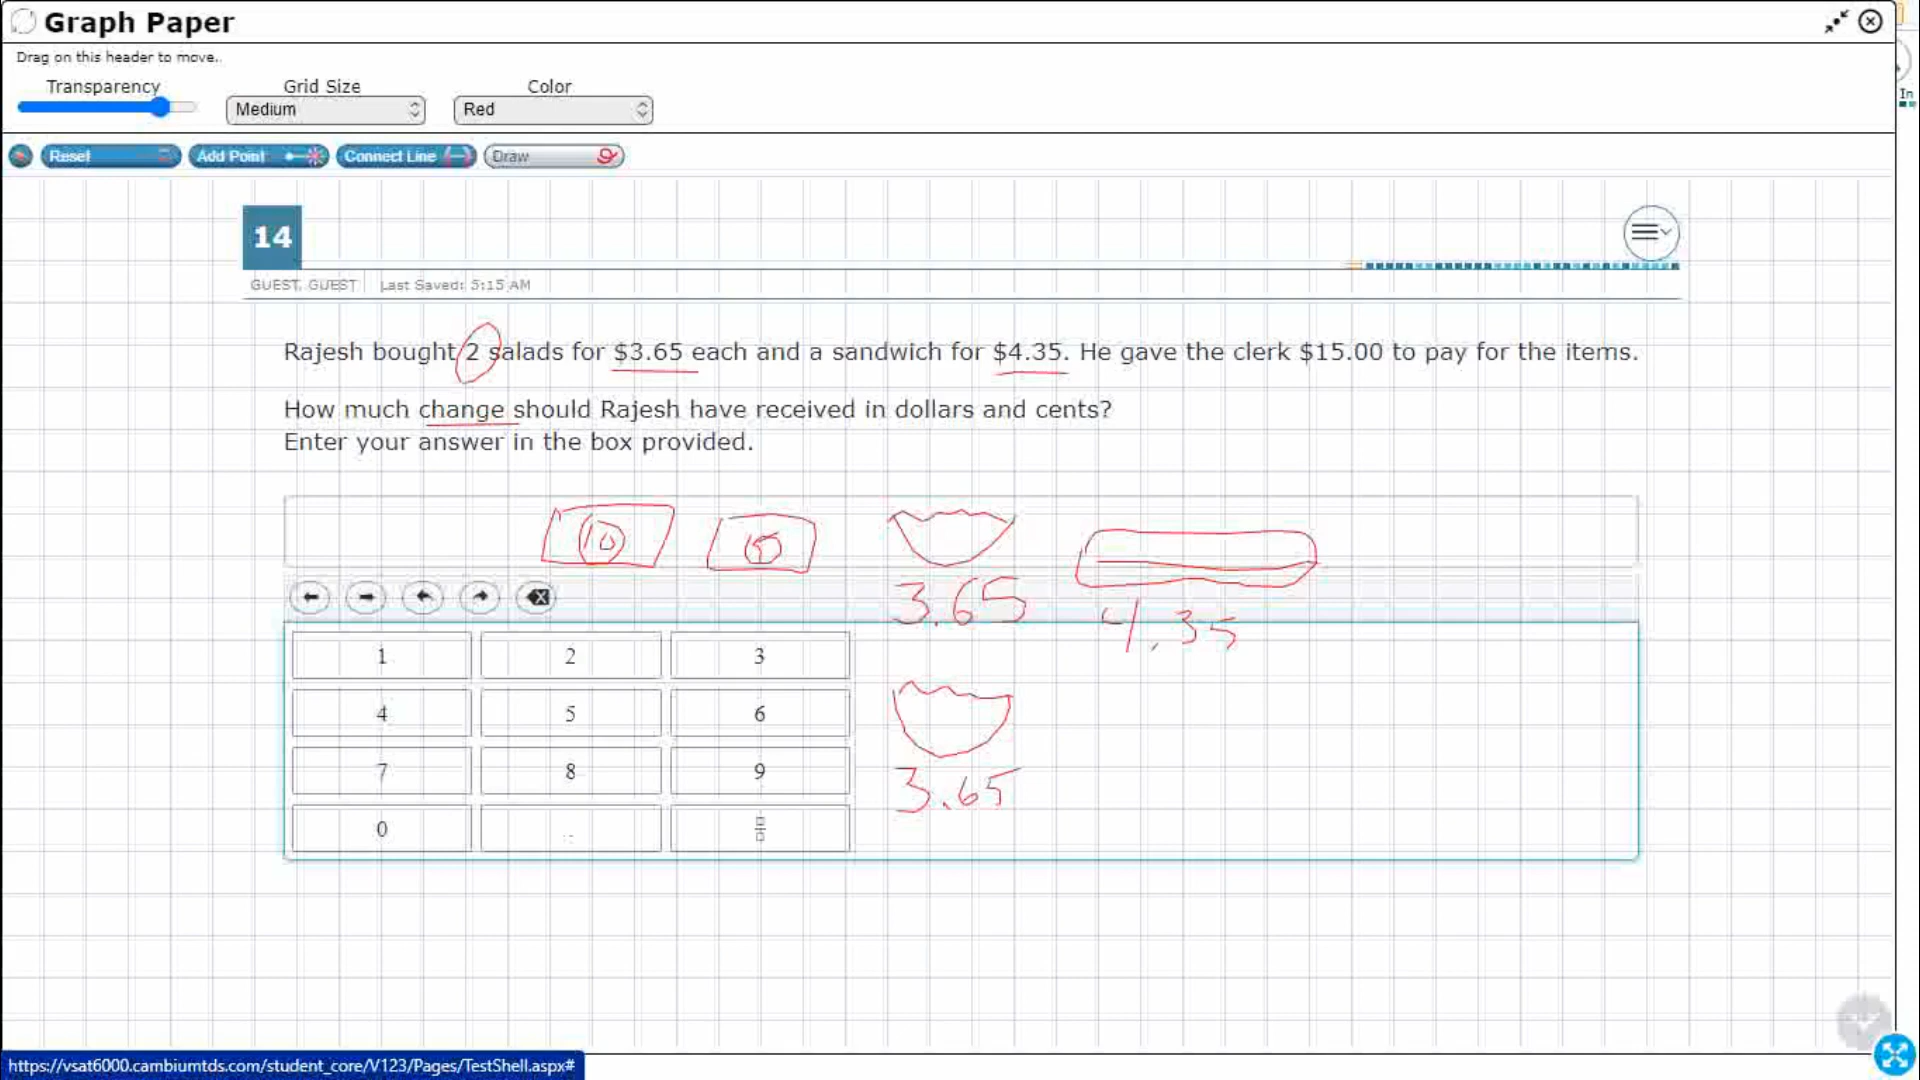 Graph Paper
Drag on this header to move..
Transparency
Grid Size
Color
Medium
Red
Reset
Add Point
Connect Line
Draw
In
14
GUEST, GUEST
Last Saved: 5:15 AM
Rajesh bought 2 salads for $3.65 each and a sandwich for $4.35. He gave the clerk $15.00 to pay for the items.
How much change should Rajesh have received in dollars and cents?
Enter your answer in the box provided.
10
3.65
4.35
1 2 3
4 5 6
7 8 9
0 .
3.65
https://vsat6000.cambiumtds.com/student_core/V123/Pages/TestShell.aspx#